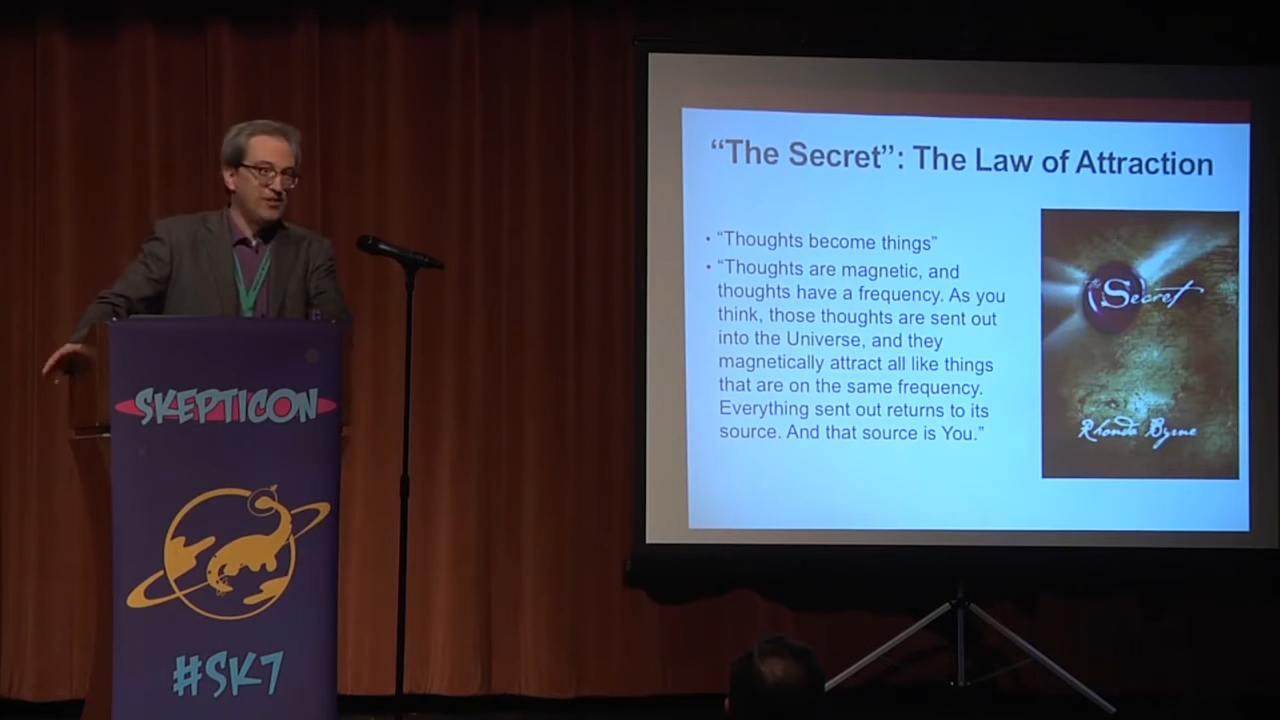 SKEPTICON
#SK7
“The Secret”: The Law of Attraction
• “Thoughts become things”
• “Thoughts are magnetic, and
thoughts have a frequency. As you
think, those thoughts are sent out
into the Universe, and they
magnetically attract all like things
that are on the same frequency.
Everything sent out returns to its
source. And that source is You.”
the Secret
Rhonda Byrne